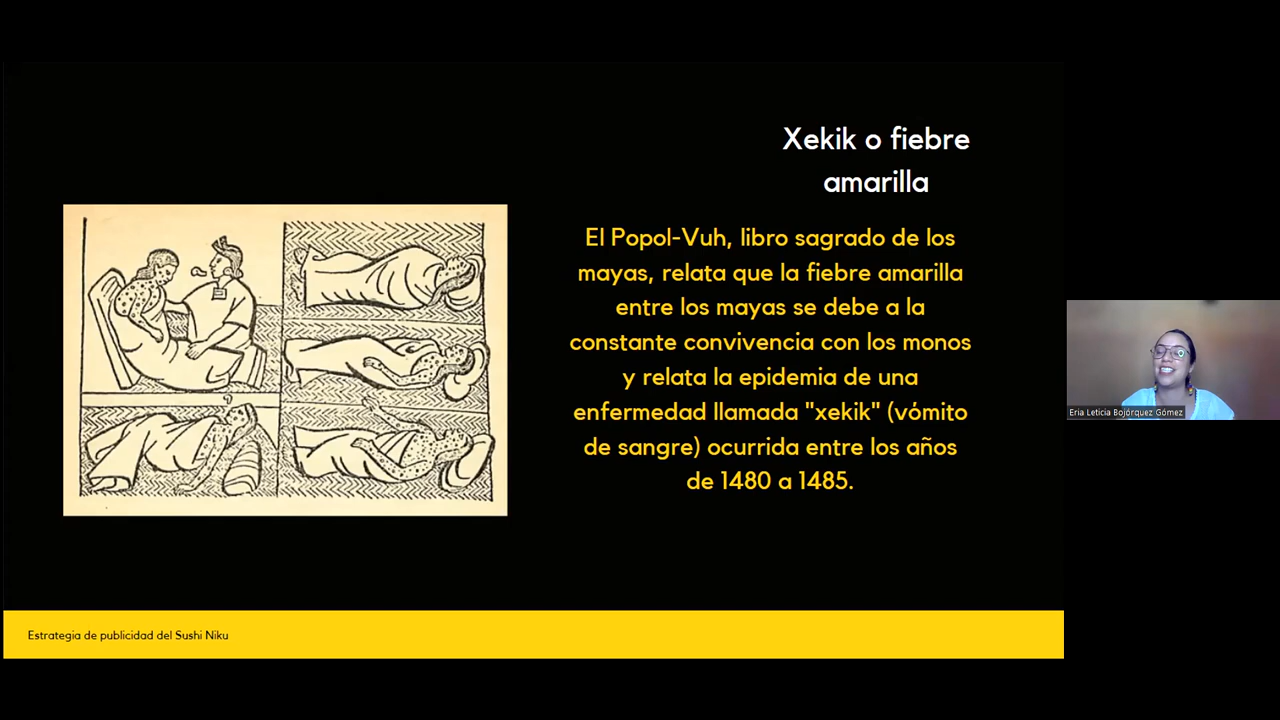 Xekik o fiebre
amarilla
El Popol-Vuh, libro sagrado de los
mayas, relata que la fiebre amarilla
entre los mayas se debe a la
constante convivencia con los monos
y relata la epidemia de una
enfermedad llamada "xekik" (vómito
de sangre) ocurrida entre los años
de 1480 a 1485.
Eria Leticia Bojórquez Gómez
Estrategia de publicidad del Sushi Niku